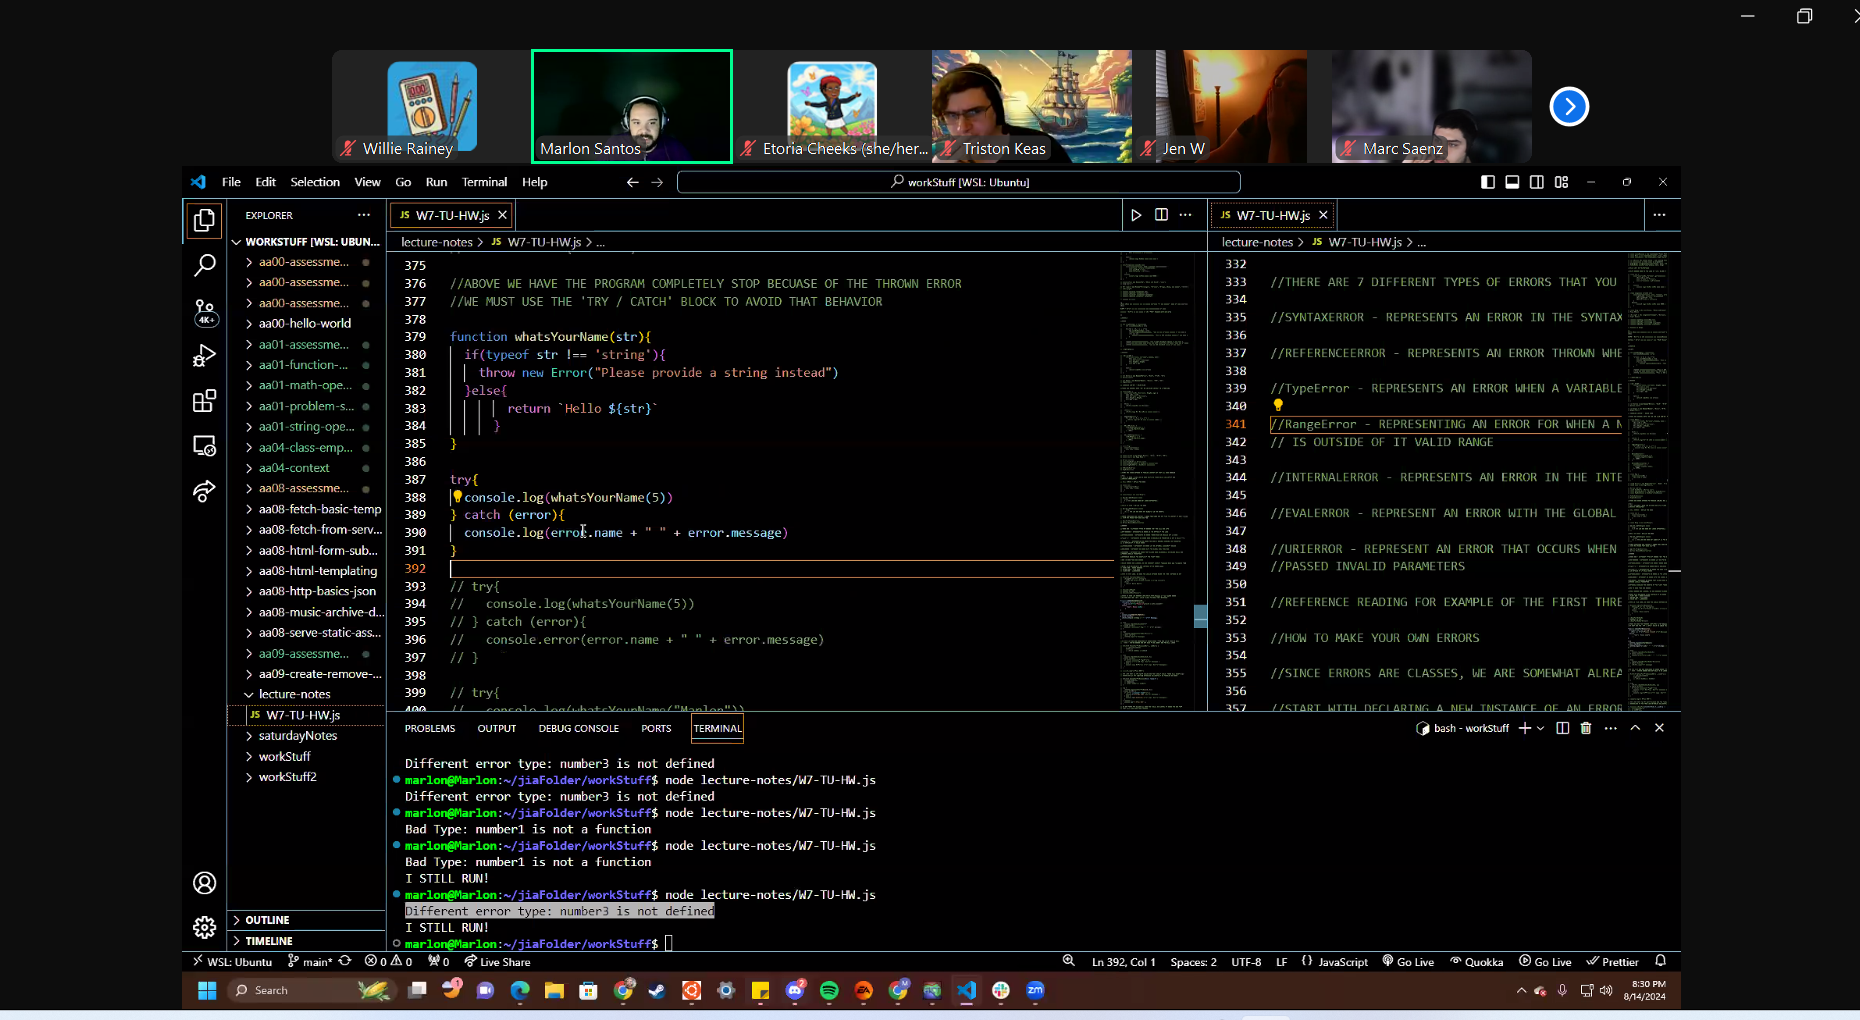 Willie Rainey
Marlon Santos
Etoria Cheeks (she/her...
Triston Keas
Jen W
Marc Saenz
File Edit Selection View Go Run Terminal Help
workStuff [WSL: Ubuntu]
EXPLORER
WORKSTUFF [WSL: UBUN...
aa00-assessme...
aa00-assessme...
aa00-assessme...
aa00-hello-world
aa01-assessme...
aa01-function-...
aa01-math-ope...
aa01-problem-s...
aa01-string-ope...
aa04-class-emp...
aa04-context
aa08-assessme...
aa08-fetch-basic-temp
aa08-fetch-from-serv...
aa08-html-form-sub...
aa08-html-templating
aa08-http-basics-json
aa08-music-archive-d...
aa08-serve-static-ass...
aa09-assessme...
aa09-create-remove-...
lecture-notes
JS W7-TU-HW.js
saturdayNotes
workStuff
workStuff2
OUTLINE
TIMELINE
4K+
JS W7-TU-HW.js
lecture-notes > JS W7-TU-HW.js > ...
375
376 //ABOVE WE HAVE THE PROGRAM COMPLETELY STOP BECUASE OF THE THROWN ERROR
377 //WE MUST USE THE 'TRY / CATCH' BLOCK TO AVOID THAT BEHAVIOR
378
379 function whatsYourName(str){
380 if(typeof str !== 'string'){
381 throw new Error("Please provide a string instead")
382 }else{
383 return `Hello ${str}`
384 }
385 }
386
387 try{
388 console.log(whatsYourName(5))
389 } catch (error){
390 console.log(error.name + " " + error.message)
391 }
392
393 // try{
394 // console.log(whatsYourName(5))
395 // } catch (error){
396 // console.error(error.name + " " + error.message)
397 // }
398
399 // try{
400 // console.log(whatsYourName("Marlon"))
JS W7-TU-HW.js
lecture-notes > JS W7-TU-HW.js > ...
332
333 //THERE ARE 7 DIFFERENT TYPES OF ERRORS THAT YOU
334
335 //SYNTAXERROR - REPRESENTS AN ERROR IN THE SYNTAX
336
337 //REFERENCEERROR - REPRESENTS AN ERROR THROWN WHE
338
339 //TypeError - REPRESENTS AN ERROR WHEN A VARIABLE
340
341 //RangeError - REPRESENTING AN ERROR FOR WHEN A N
342 // IS OUTSIDE OF IT VALID RANGE
343
344 //INTERNALERROR - REPRESENTS AN ERROR IN THE INTE
345
346 //EVALERROR - REPRESENT AN ERROR WITH THE GLOBAL
347
348 //URIERROR - REPRESENT AN ERROR THAT OCCURS WHEN
349 //PASSED INVALID PARAMETERS
350
351 //REFERENCE READING FOR EXAMPLE OF THE FIRST THRE
352
353 //HOW TO MAKE YOUR OWN ERRORS
354
355 //SINCE ERRORS ARE CLASSES, WE ARE SOMEWHAT ALREA
356
357 //START WITH DECLARING A NEW INSTANCE OF AN ERROR
PROBLEMS OUTPUT DEBUG CONSOLE PORTS TERMINAL
bash - workStuff
Different error type: number3 is not defined
marlon@Marlon:~/jiaFolder/workStuff$ node lecture-notes/W7-TU-HW.js
Different error type: number3 is not defined
marlon@Marlon:~/jiaFolder/workStuff$ node lecture-notes/W7-TU-HW.js
Bad Type: number1 is not a function
marlon@Marlon:~/jiaFolder/workStuff$ node lecture-notes/W7-TU-HW.js
Bad Type: number1 is not a function
I STILL RUN!
marlon@Marlon:~/jiaFolder/workStuff$ node lecture-notes/W7-TU-HW.js
Different error type: number3 is not defined
I STILL RUN!
marlon@Marlon:~/jiaFolder/workStuff$
WSL: Ubuntu main* 0 0 0 Live Share Ln 392, Col 1 Spaces: 2 UTF-8 LF {} JavaScript Go Live Quokka Go Live Prettier
Search
8:30 PM
8/14/2024